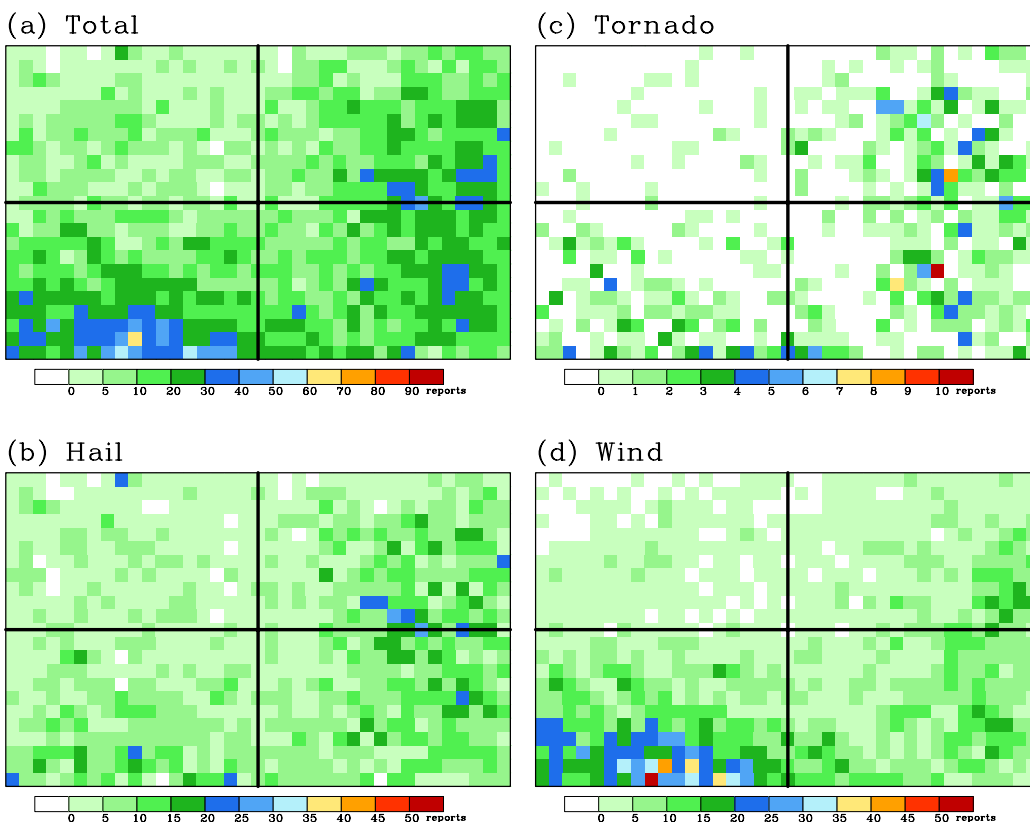 (a) Total
(c) Tornado
0 5 10 20 30 40 50 60 70 80 90 reports
0 1 2 3 4 5 6 7 8 9 10 reports
(b) Hail
(d) Wind
0 5 10 15 20 25 30 35 40 45 50 reports
0 5 10 15 20 25 30 35 40 45 50 reports